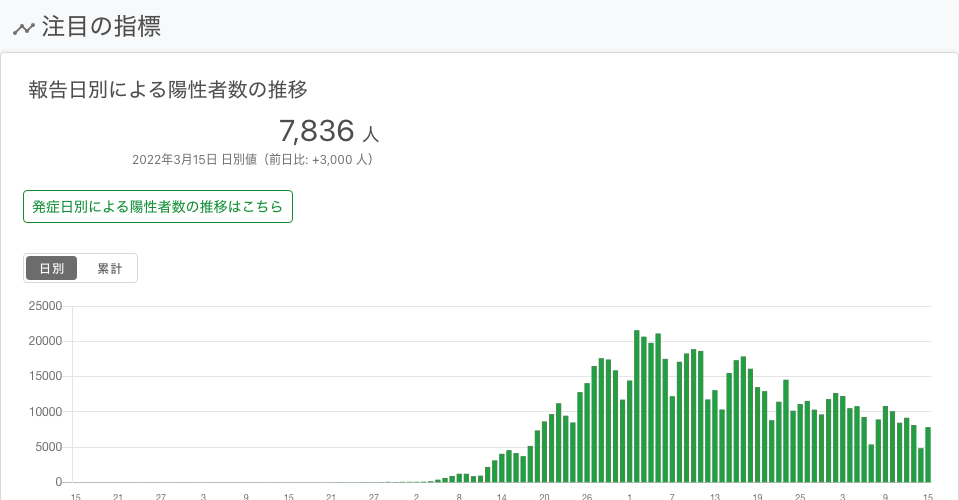 注目の指標
報告日別による陽性者数の推移
7,836 人
2022年3月15日 日別値（前日比: +3,000 人）
発症日別による陽性者数の推移はこちら
日別 累計
25000
20000
15000
10000
5000
0
15 21 27 3 9 15 21 27 2 8 14 20 26 1 7 13 19 25 3 9 15